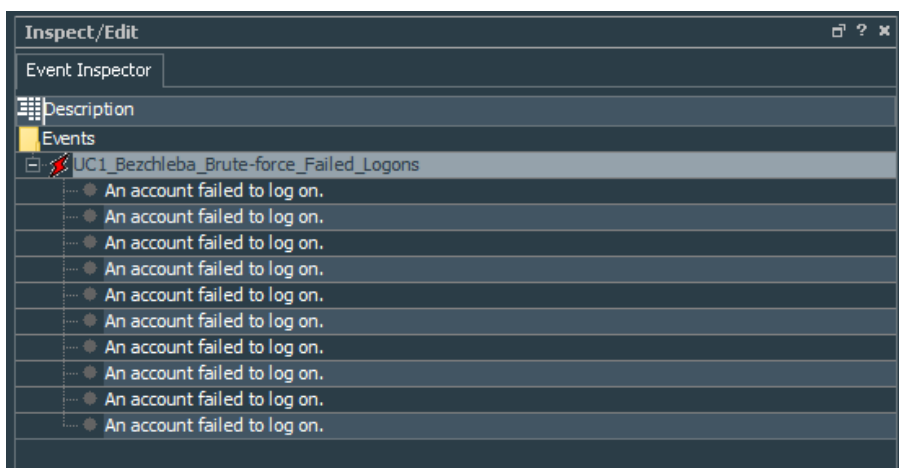 Inspect/Edit
Event Inspector
Description
Events
UC1_Bezchleba_Brute-force_Failed_Logons
An account failed to log on.
An account failed to log on.
An account failed to log on.
An account failed to log on.
An account failed to log on.
An account failed to log on.
An account failed to log on.
An account failed to log on.
An account failed to log on.
An account failed to log on.